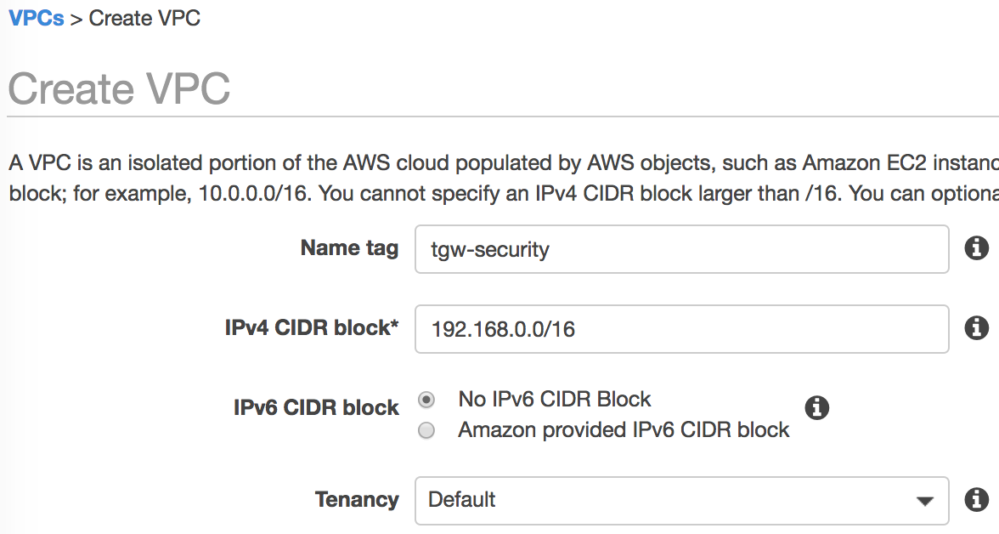 VPCs > Create VPC
Create VPC
A VPC is an isolated portion of the AWS cloud populated by AWS objects, such as Amazon EC2 instanc
block; for example, 10.0.0.0/16. You cannot specify an IPv4 CIDR block larger than /16. You can optiona
Name tag tgw-security
IPv4 CIDR block* 192.168.0.0/16
IPv6 CIDR block No IPv6 CIDR Block
Amazon provided IPv6 CIDR block
Tenancy Default